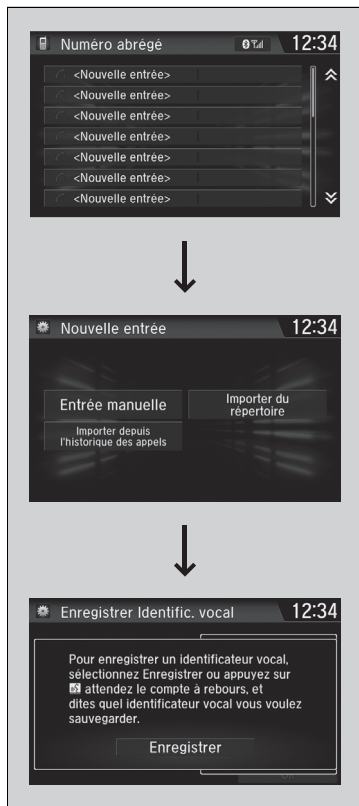 Numéro abrégé 12:34
<Nouvelle entrée>
<Nouvelle entrée>
<Nouvelle entrée>
<Nouvelle entrée>
<Nouvelle entrée>
<Nouvelle entrée>
<Nouvelle entrée>
Nouvelle entrée 12:34
Entrée manuelle
Importer du
répertoire
Importer depuis
l'historique des appels
Enregistrer Identific. vocal 12:34
Pour enregistrer un identificateur vocal,
sélectionnez Enregistrer ou appuyez sur
attendez le compte à rebours, et
dites quel identificateur vocal vous voulez
sauvegarder.
Enregistrer